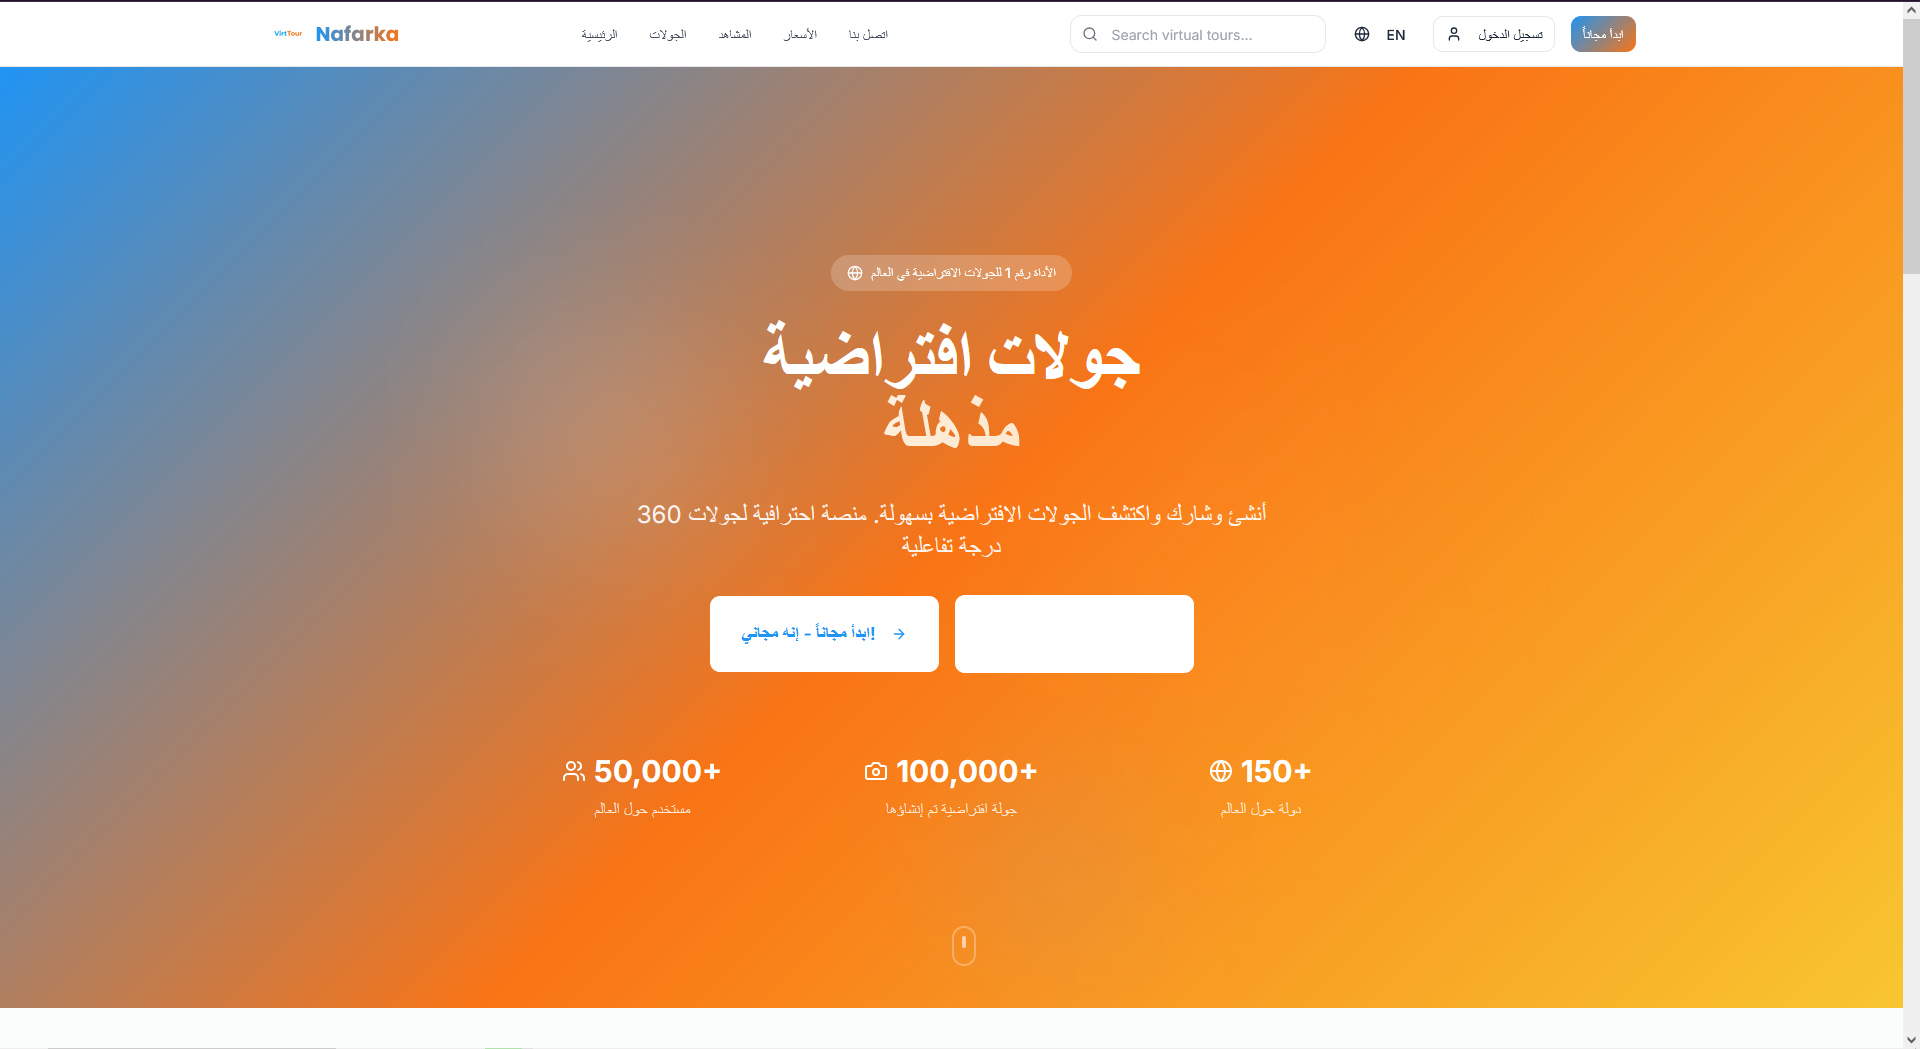 VirtTour
Nafarka
الرئيسية
الجولات
المشاهد
الأسعار
اتصل بنا
Search virtual tours...
EN
تسجيل الدخول
ابدأ مجاناً
الأداة رقم 1 للجولات الافتراضية في العالم
جولات افتراضية
مذهلة
أنشئ وشارك واكتشف الجولات الافتراضية بسهولة. منصة احترافية لجولات 360
درجة تفاعلية
ابدأ مجاناً - إنه مجاني!
50,000+
مستخدم حول العالم
100,000+
جولة افتراضية تم إنشاؤها
150+
دولة حول العالم